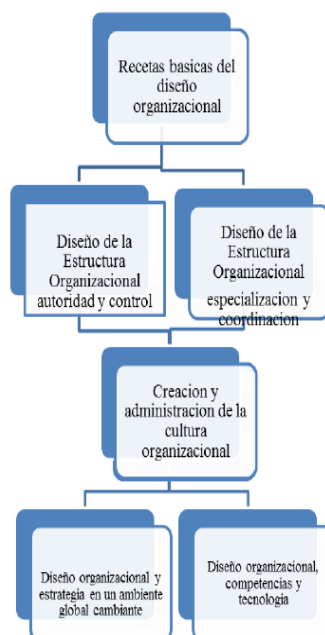 Recetas basicas del
diseño
organizacional
Diseño de la
Estructura
Organizacional
autoridad y control
Diseño de la
Estructura
Organizacional
especializacion y
coordinacion
Creacion y
administracion de la
cultura
organizacional
Diseño organizacional y
estrategia en un ambiente
global cambiante
Diseño organizacional,
competencias y
tecnologia